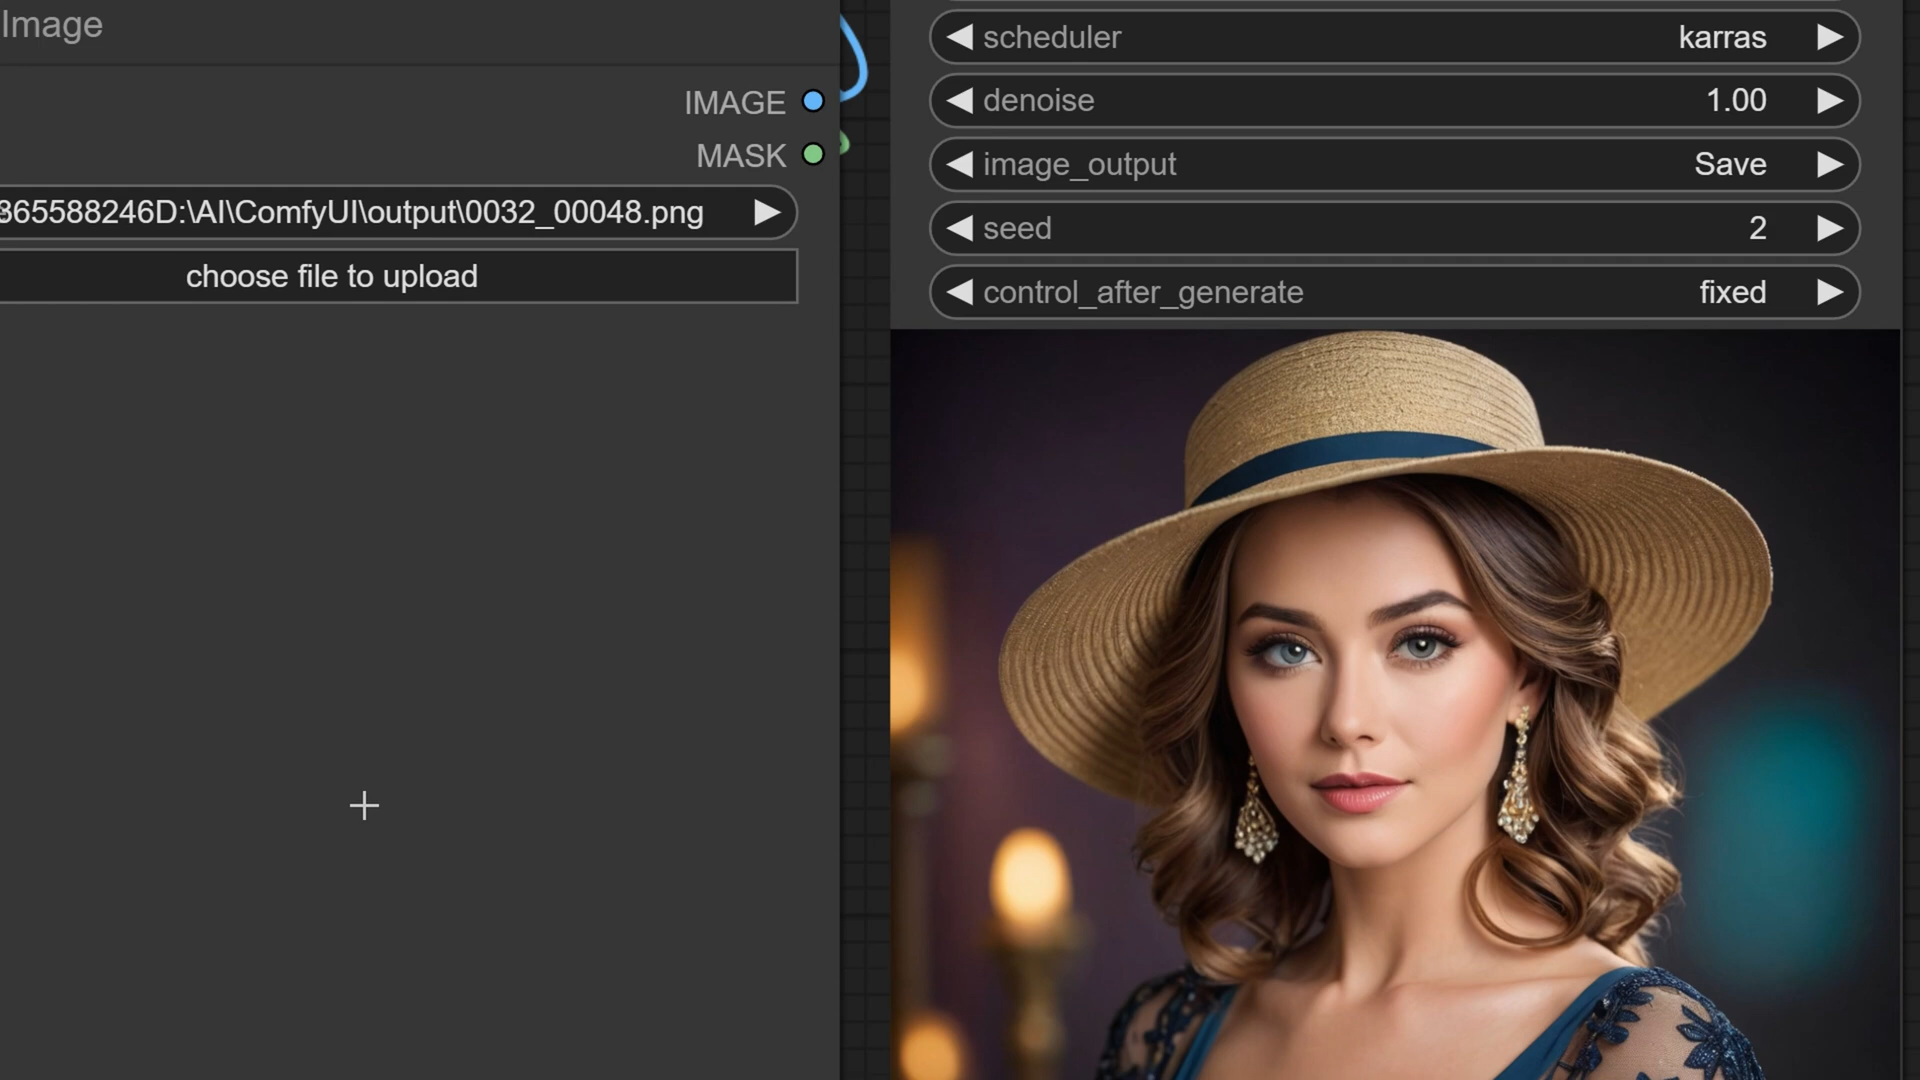 Image
IMAGE
MASK
865588246D:\AI\ComfyUI\output\0032_00048.png
choose file to upload
scheduler karras
denoise 1.00
image_output Save
seed 2
control_after_generate fixed